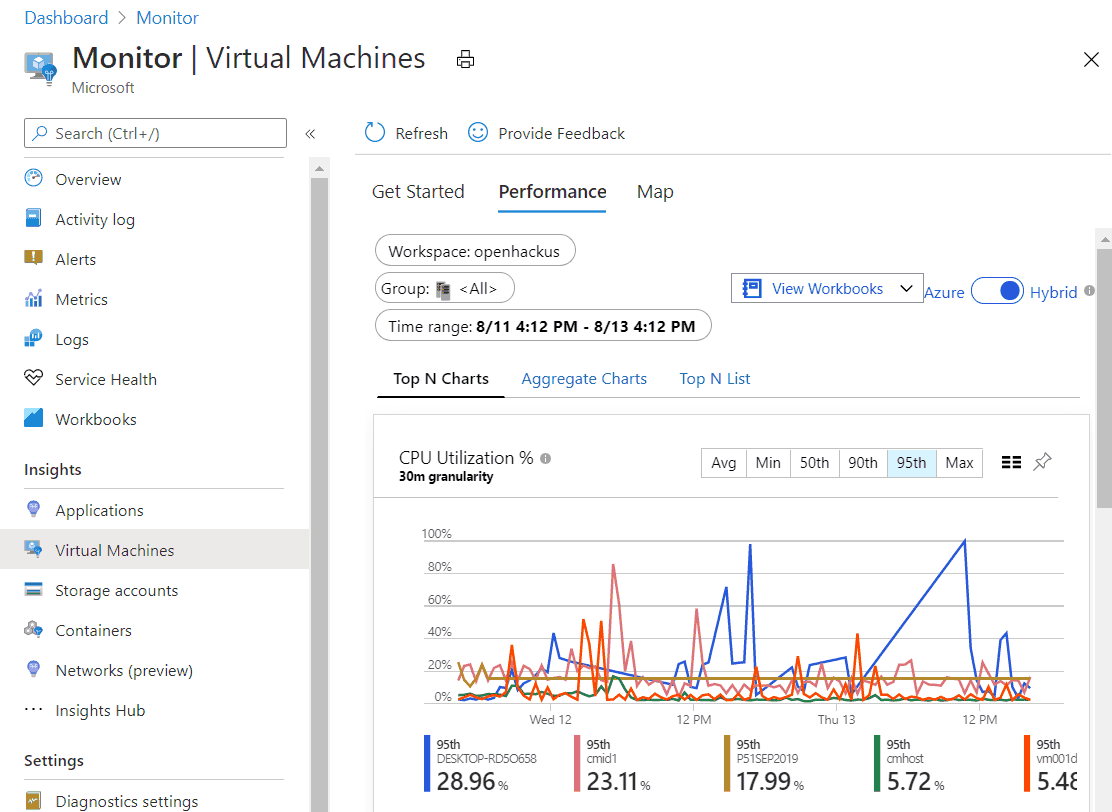 Dashboard > Monitor
Monitor | Virtual Machines
Microsoft
Search (Ctrl+/)
«
Overview
Activity log
Alerts
Metrics
Logs
Service Health
Workbooks
Insights
Applications
Virtual Machines
Storage accounts
Containers
Networks (preview)
Insights Hub
Settings
Diagnostics settings
Refresh Provide Feedback
Get Started Performance Map
Workspace: openhackus
Group: <All>
Time range: 8/11 4:12 PM - 8/13 4:12 PM
View Workbooks
Azure Hybrid
Top N Charts Aggregate Charts Top N List
CPU Utilization %
30m granularity
Avg Min 50th 90th 95th Max
100%
80%
60%
40%
20%
0%
Wed 12 12 PM Thu 13 12 PM
95th
DESKTOP-RD5O658
28.96 %
95th
cmid1
23.11 %
95th
P51SEP2019
17.99 %
95th
cmhost
5.72 %
95th
vm001d
5.48